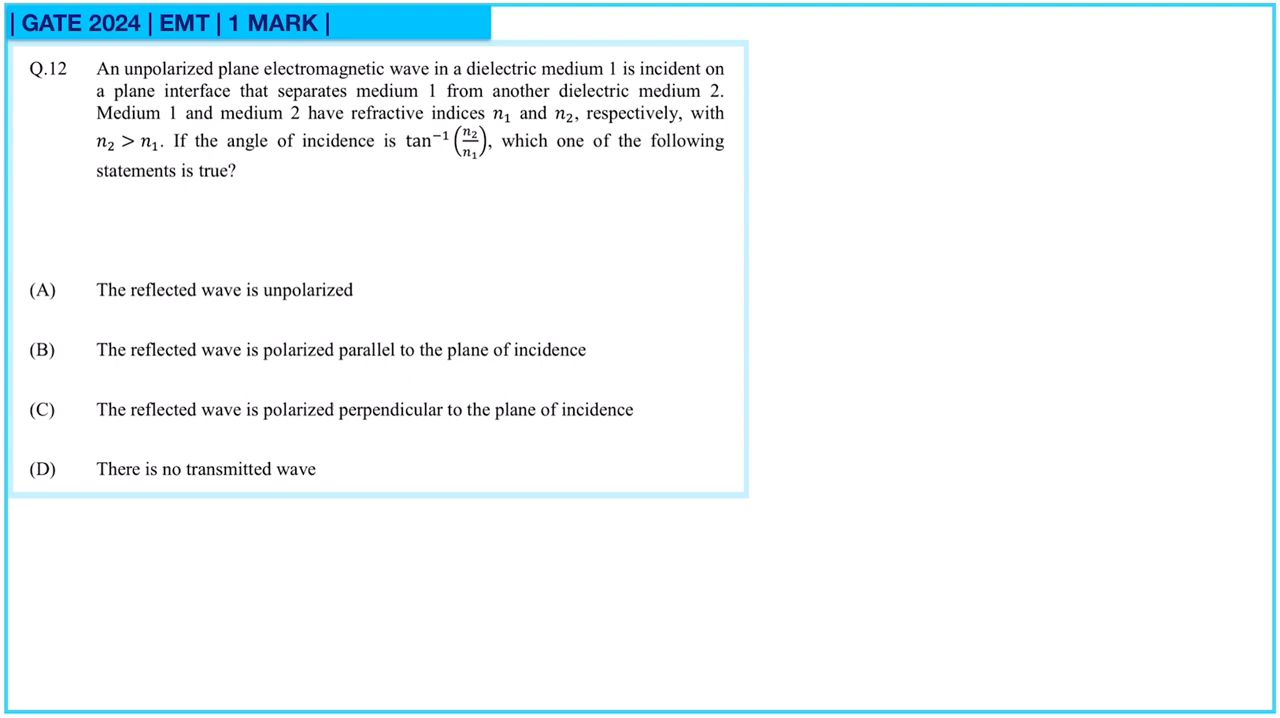 | GATE 2024 | EMT | 1 MARK |
Q.12 An unpolarized plane electromagnetic wave in a dielectric medium 1 is incident on
a plane interface that separates medium 1 from another dielectric medium 2.
Medium 1 and medium 2 have refractive indices n₁ and n₂, respectively, with
n₂ > n₁. If the angle of incidence is tan⁻¹(n₂/n₁), which one of the following
statements is true?
(A) The reflected wave is unpolarized
(B) The reflected wave is polarized parallel to the plane of incidence
(C) The reflected wave is polarized perpendicular to the plane of incidence
(D) There is no transmitted wave